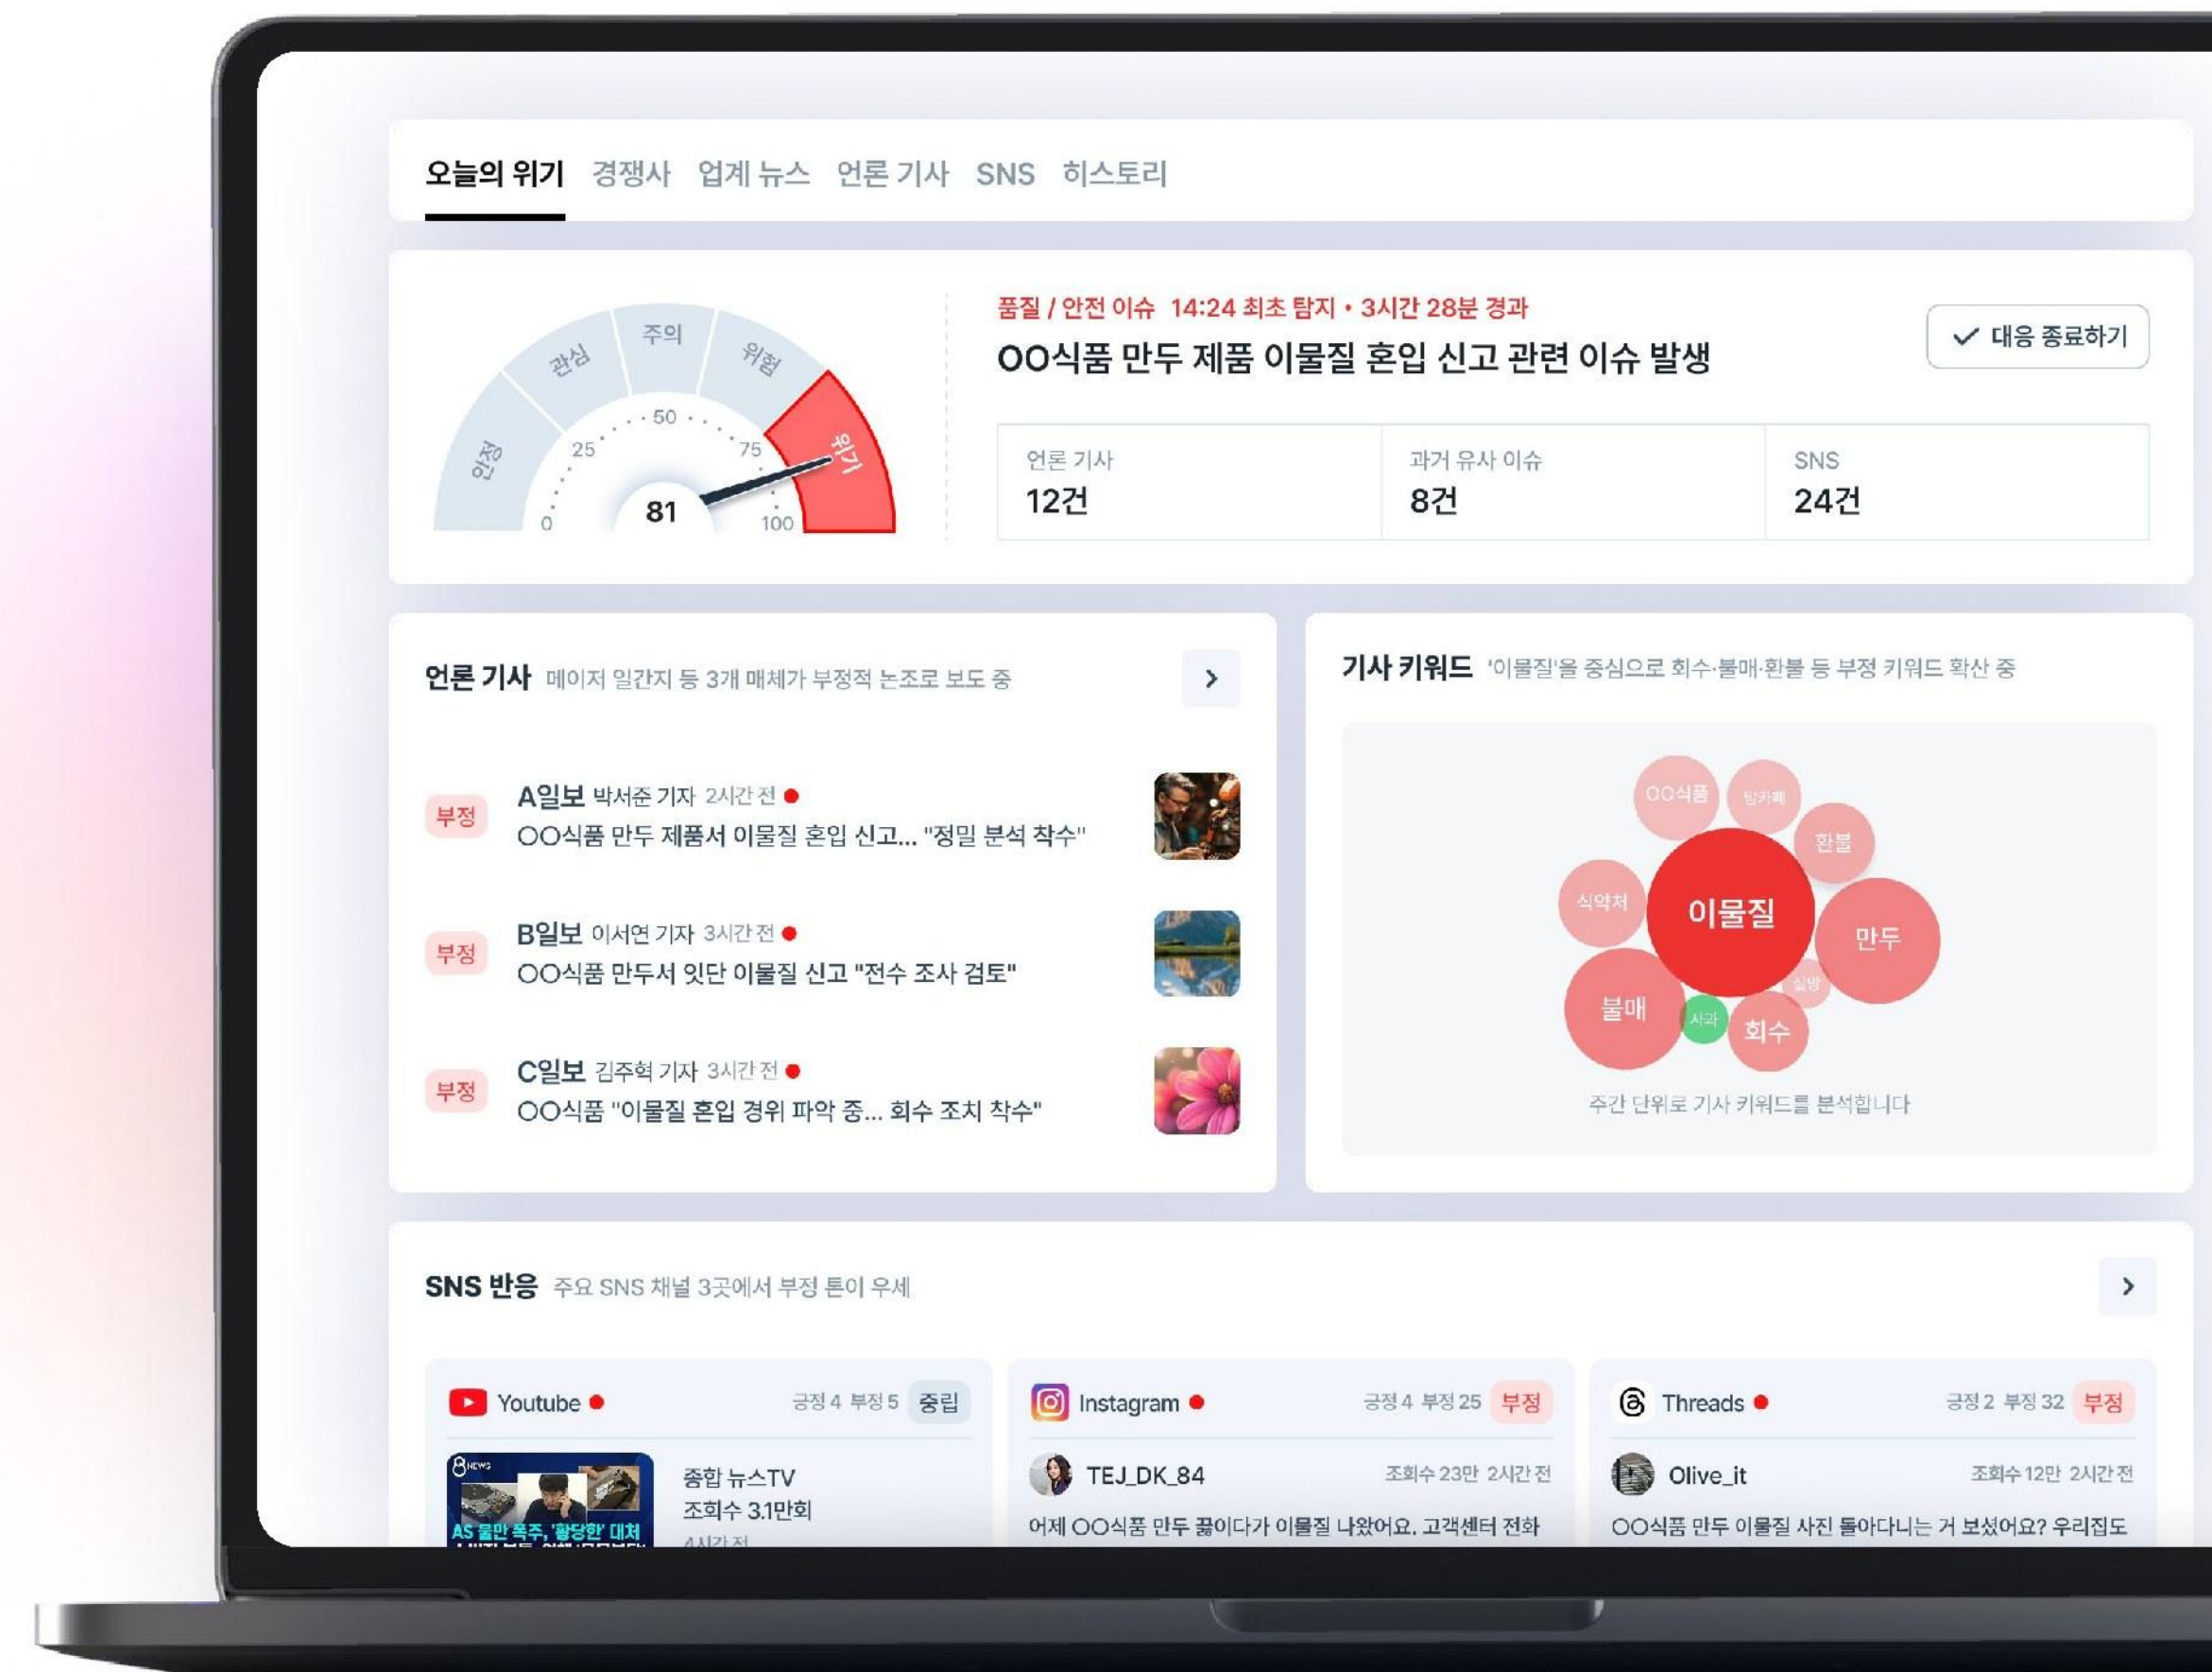 오늘의 위기 경쟁사 업계 뉴스 언론 기사 SNS 히스토리
안정 관심 주의 위험 위기
0 25 50 75 100
81
품질 / 안전 이슈 14:24 최초 탐지 • 3시간 28분 경과
OO식품 만두 제품 이물질 혼입 신고 관련 이슈 발생
대응 종료하기
언론 기사
12건
과거 유사 이슈
8건
SNS
24건
언론 기사 메이저 일간지 등 3개 매체가 부정적 논조로 보도 중
부정
A일보 박서준 기자 2시간 전
○○식품 만두 제품서 이물질 혼입 신고... "정밀 분석 착수"
부정
B일보 이서연 기자 3시간 전
○○식품 만두서 잇단 이물질 신고 "전수 조사 검토"
부정
C일보 김주혁 기자 3시간 전
○○식품 "이물질 혼입 경위 파악 중... 회수 조치 착수"
기사 키워드 '이물질'을 중심으로 회수·불매·환불 등 부정 키워드 확산 중
OO식품
맘카페
환불
식약처
이물질
만두
실망
불매
사과
회수
주간 단위로 기사 키워드를 분석합니다
SNS 반응 주요 SNS 채널 3곳에서 부정 톤이 우세
Youtube 긍정 4 부정 5 중립
8 NEWS
AS 불만 폭주, '황당한' 대처
종합 뉴스TV
조회수 3.1만회
4시간 전
Instagram 긍정 4 부정 25 부정
TEJ_DK_84 조회수 23만 2시간 전
어제 ○○식품 만두 끓이다가 이물질 나왔어요. 고객센터 전화
Threads 긍정 2 부정 32 부정
Olive_it 조회수 12만 2시간 전
○○식품 만두 이물질 사진 돌아다니는 거 보셨어요? 우리집도